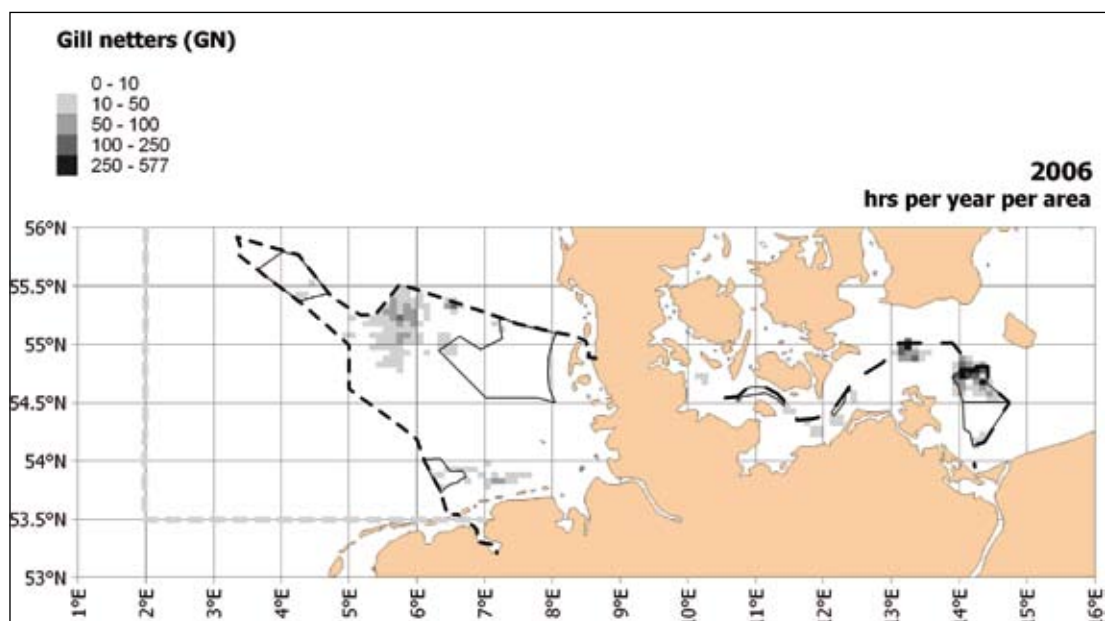 Gill netters (GN)
0 - 10
10 - 50
50 - 100
100 - 250
250 - 577
2006
hrs per year per area
56°N
55.5°N
55°N
54.5°N
54°N
53.5°N
53°N
1°E
2°E
3°E
4°E
5°E
6°E
7°E
8°E
9°E
10°E
11°E
12°E
13°E
14°E
15°E
16°E